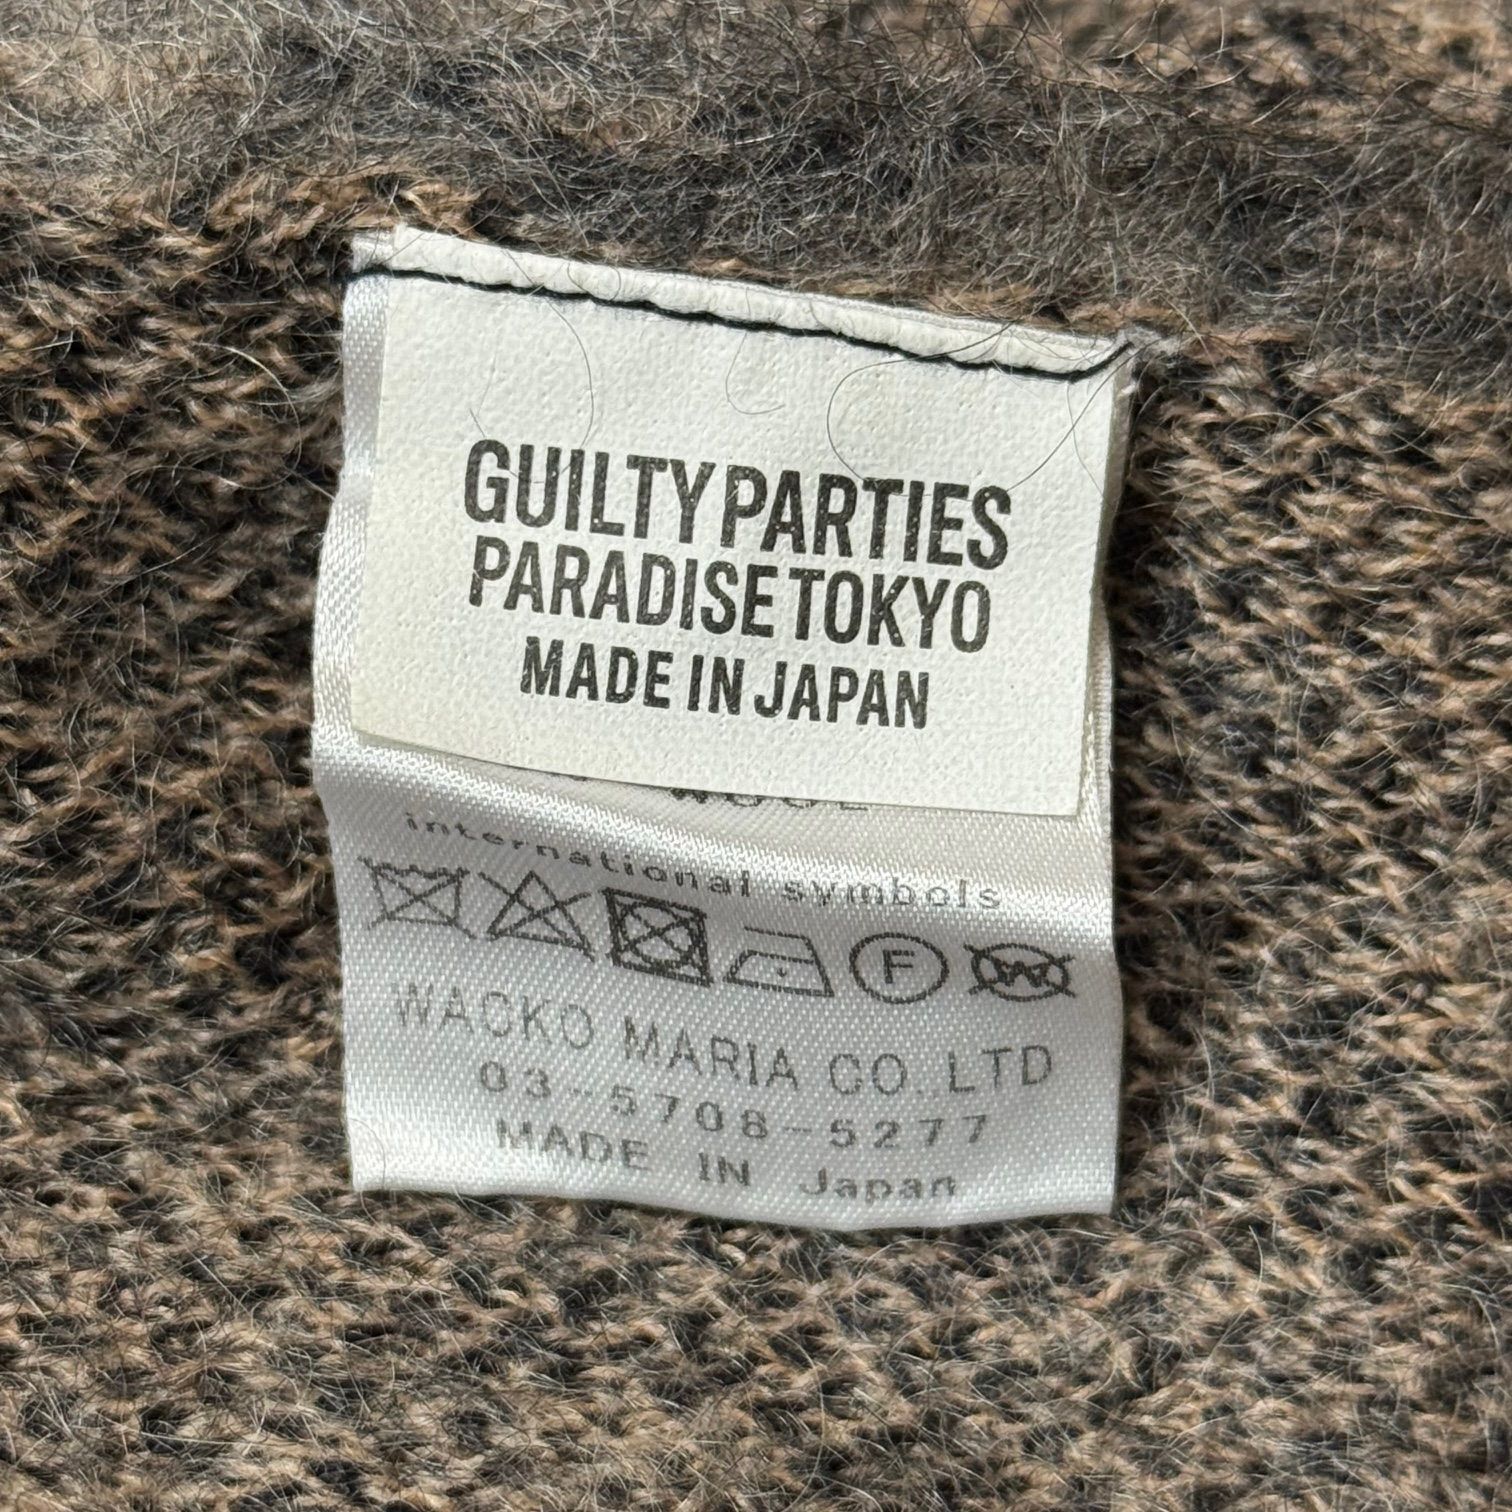 GUILTY PARTIES
PARADISE TOKYO
MADE IN JAPAN
WOOL
international symbols
F W
WACKO MARIA CO.,LTD
03-5708-5277
MADE IN Japan